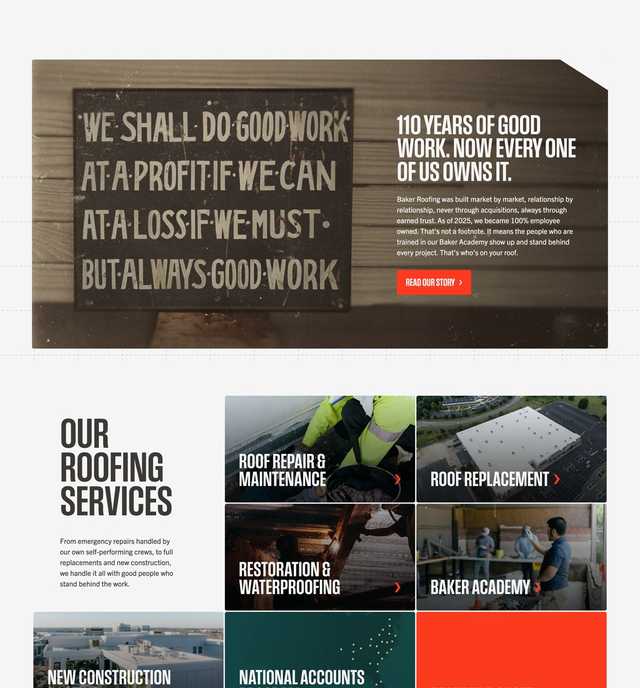 WE SHALL DO GOOD WORK
AT·A·PROFIT·IF·WE·CAN
AT·A·LOSS·IF·WE·MUST·
BUT·ALWAYS·GOOD·WORK
110 YEARS OF GOOD
WORK. NOW EVERY ONE
OF US OWNS IT.
Baker Roofing was built market by market, relationship by
relationship, never through acquisitions, always through
earned trust. As of 2025, we became 100% employee
owned. That's not a footnote. It means the people who are
trained in our Baker Academy show up and stand behind
every project. That's who's on your roof.
READ OUR STORY
OUR
ROOFING
SERVICES
From emergency repairs handled by
our own self-performing crews, to full
replacements and new construction,
we handle it all with good people who
stand behind the work.
ROOF REPAIR &
MAINTENANCE
ROOF REPLACEMENT
RESTORATION &
WATERPROOFING
BAKER ACADEMY
NEW CONSTRUCTION
NATIONAL ACCOUNTS